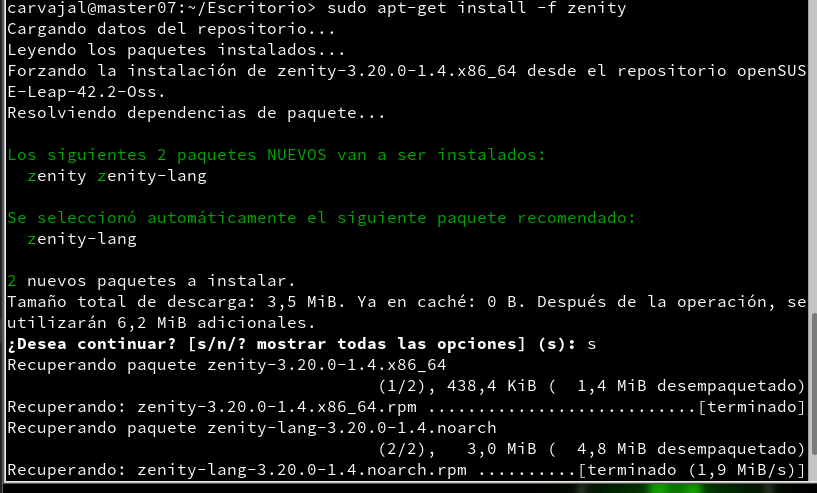 carvajal@master07:~/Escritorio> sudo apt-get install -f zenity
Cargando datos del repositorio...
Leyendo los paquetes instalados...
Forzando la instalación de zenity-3.20.0-1.4.x86_64 desde el repositorio openSUS
E-Leap-42.2-Oss.
Resolviendo dependencias de paquete...

Los siguientes 2 paquetes NUEVOS van a ser instalados:
  zenity zenity-lang

Se seleccionó automáticamente el siguiente paquete recomendado:
  zenity-lang

2 nuevos paquetes a instalar.
Tamaño total de descarga: 3,5 MiB. Ya en caché: 0 B. Después de la operación, se
utilizarán 6,2 MiB adicionales.
¿Desea continuar? [s/n/? mostrar todas las opciones] (s): s
Recuperando paquete zenity-3.20.0-1.4.x86_64
                                     (1/2), 438,4 KiB (  1,4 MiB desempaquetado)
Recuperando: zenity-3.20.0-1.4.x86_64.rpm ...........................[terminado]
Recuperando paquete zenity-lang-3.20.0-1.4.noarch
                                     (2/2),   3,0 MiB (  4,8 MiB desempaquetado)
Recuperando: zenity-lang-3.20.0-1.4.noarch.rpm ..........[terminado (1,9 MiB/s)]